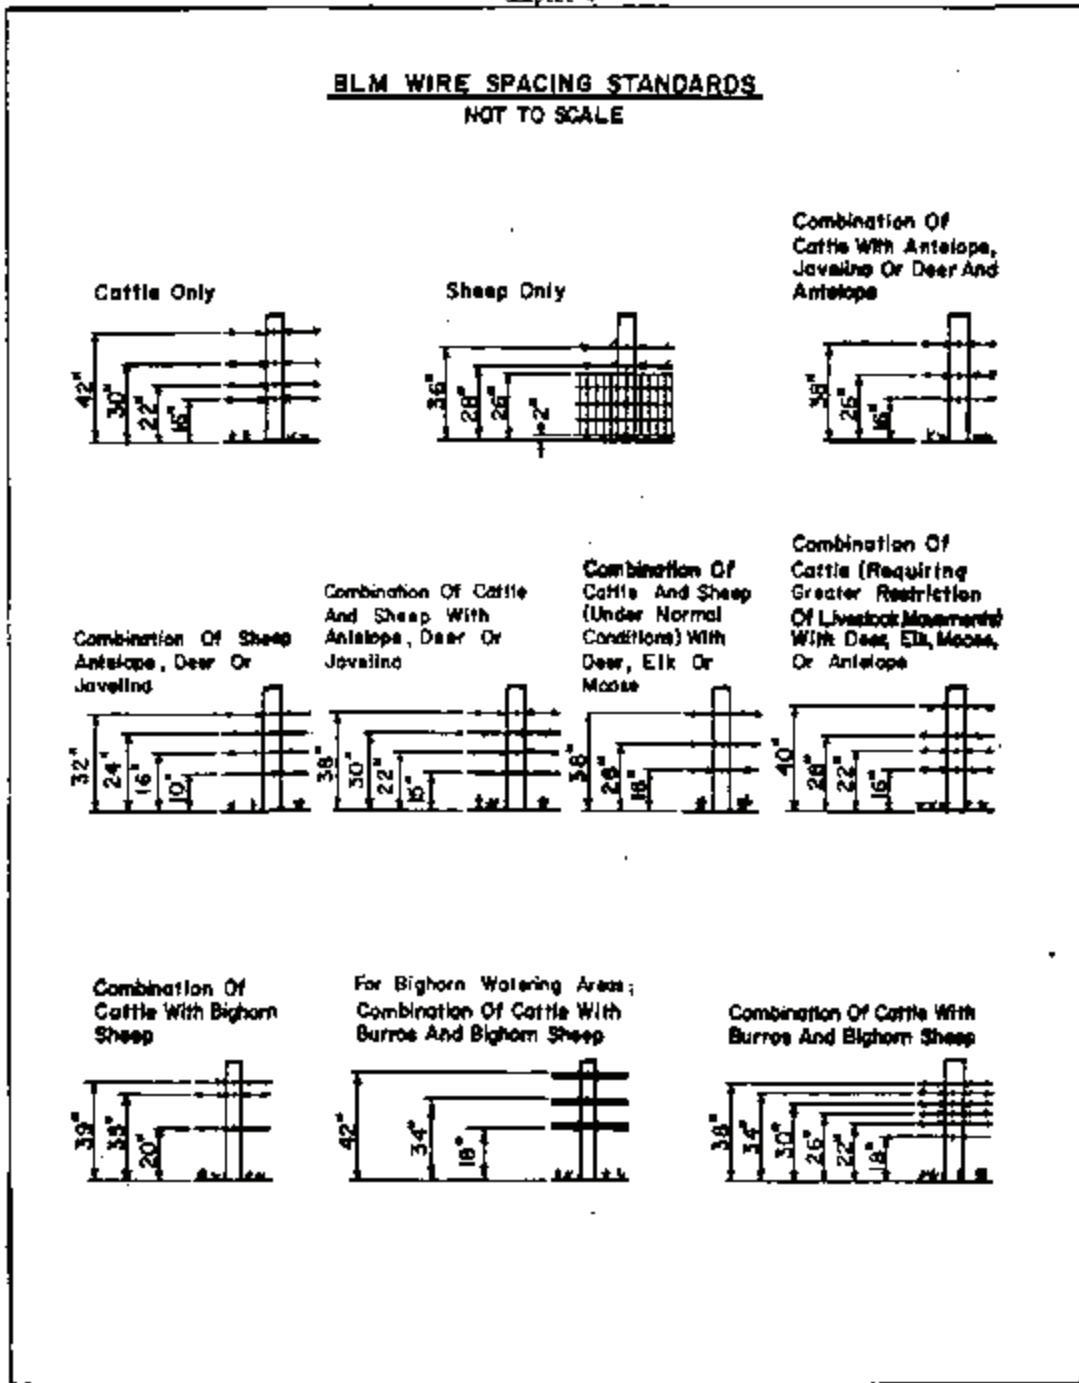 BLM WIRE SPACING STANDARDS
NOT TO SCALE
Cattle Only
42"
30"
22"
16"
Sheep Only
36"
28"
26"
2"
Combination Of
Cattle With Antelope,
Javelina Or Deer And
Antelope
38"
26"
16"
Combination Of Sheep
Antelope, Deer Or
Javelina
32"
24"
16"
10"
Combination Of Cattle
And Sheep With
Antelope, Deer Or
Javelina
38"
30"
22"
15"
Combination Of
Cattle And Sheep
(Under Normal
Conditions) With
Deer, Elk Or
Moose
38"
26"
16"
Combination Of
Cattle (Requiring
Greater Restriction
Of Livestock Movements)
With Deer, Elk, Moose,
Or Antelope
40"
28"
22"
16"
Combination Of
Cattle With Bighorn
Sheep
39"
35"
20"
For Bighorn Watering Areas;
Combination Of Cattle With
Burros And Bighorn Sheep
42"
34"
18"
Combination Of Cattle With
Burros And Bighorn Sheep
38"
34"
30"
26"
22"
18"